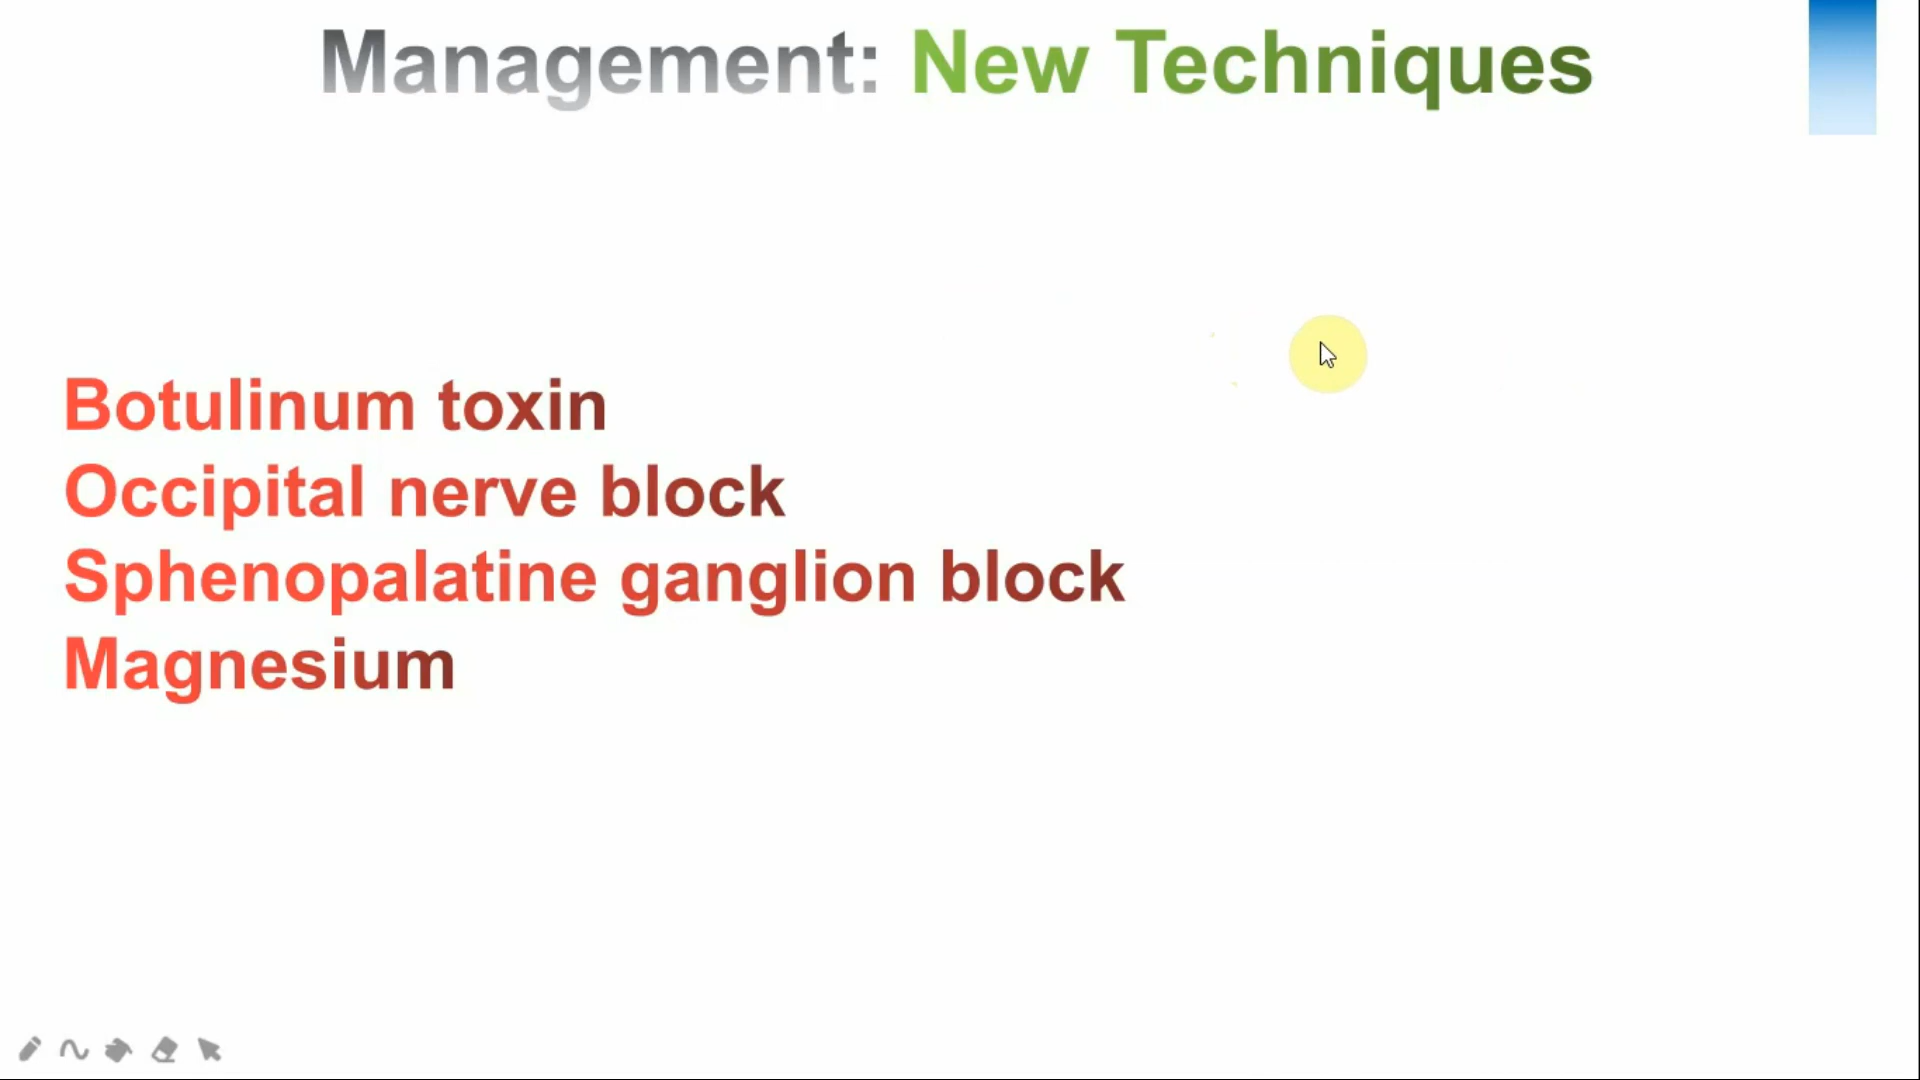 Management: New Techniques
Botulinum toxin
Occipital nerve block
Sphenopalatine ganglion block
Magnesium